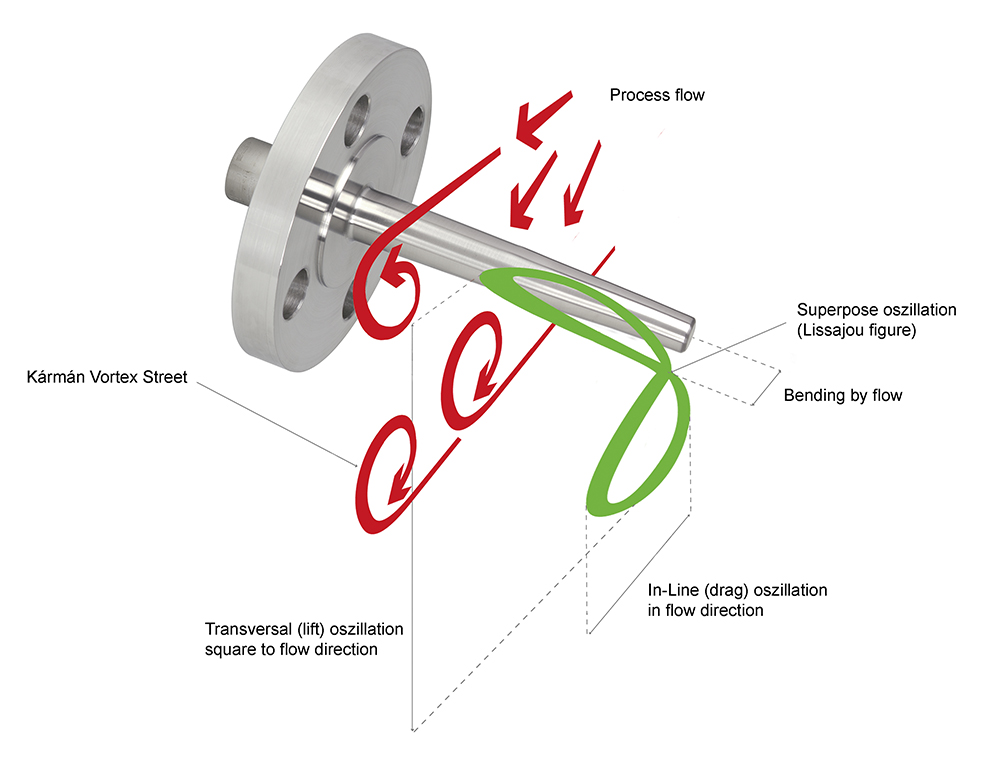 Process flow
Superpose oszillation
(Lissajou figure)
Kármán Vortex Street
Bending by flow
In-Line (drag) oszillation
in flow direction
Transversal (lift) oszillation
square to flow direction